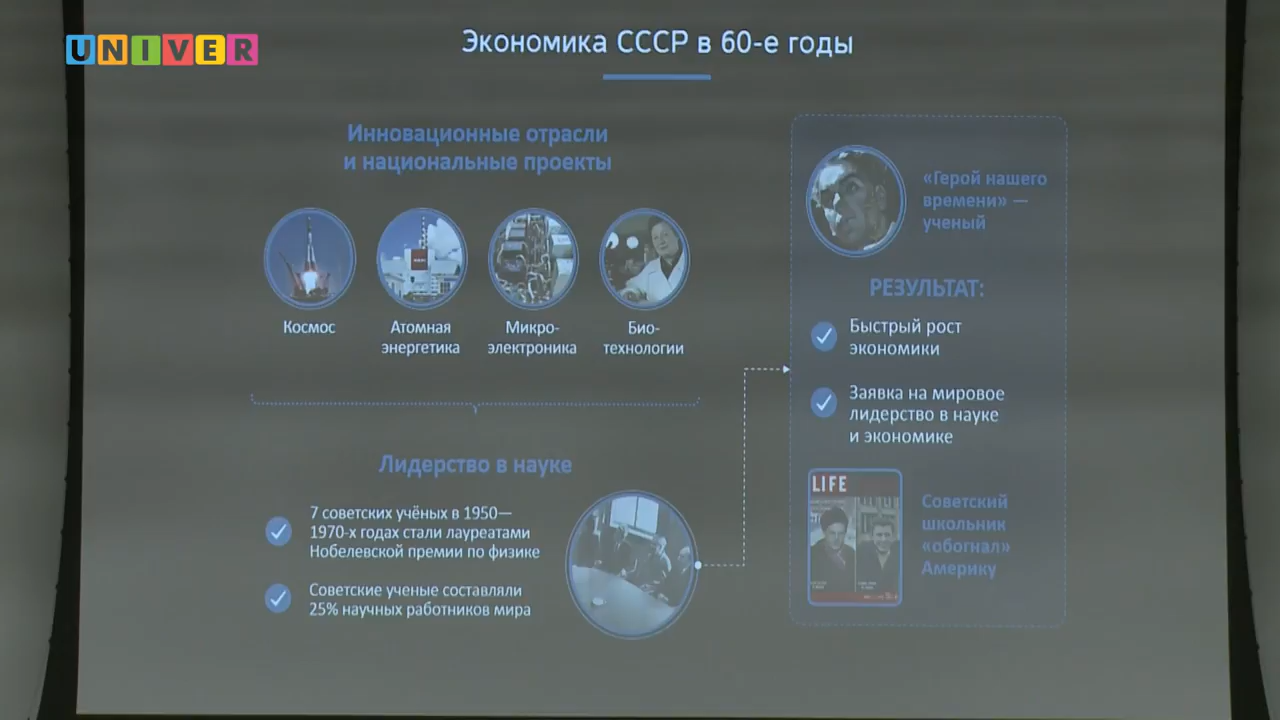 UNIVER
Экономика СССР в 60-е годы
Инновационные отрасли
и национальные проекты
Космос
Атомная
энергетика
Микро-
электроника
Био-
технологии
Лидерство в науке
7 советских учёных в 1950—
1970-х годах стали лауреатами
Нобелевской премии по физике
Советские ученые составляли
25% научных работников мира
«Герой нашего
времени» —
ученый
РЕЗУЛЬТАТ:
Быстрый рост
экономики
Заявка на мировое
лидерство в науке
и экономике
LIFE
Советский
школьник
«обогнал»
Америку